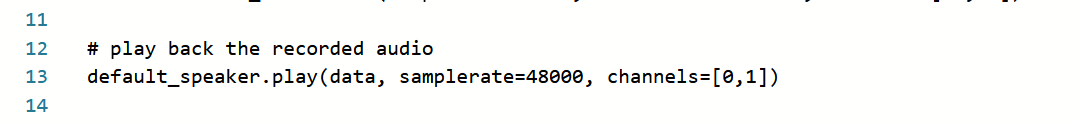 11
12 # play back the recorded audio
13 default_speaker.play(data, samplerate=48000, channels=[0,1])
14